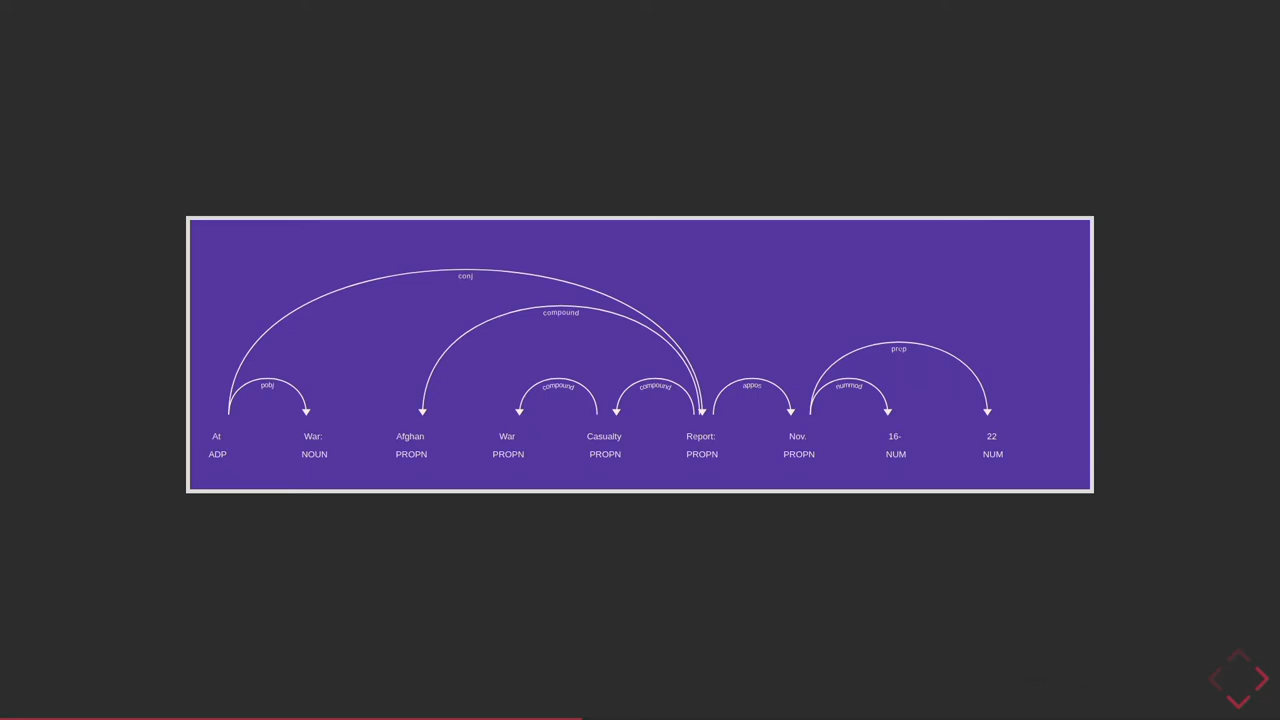 conj
compound
prep
pobj compound compound appos nummod
At War: Afghan War Casualty Report: Nov. 16- 22
ADP NOUN PROPN PROPN PROPN PROPN PROPN NUM NUM